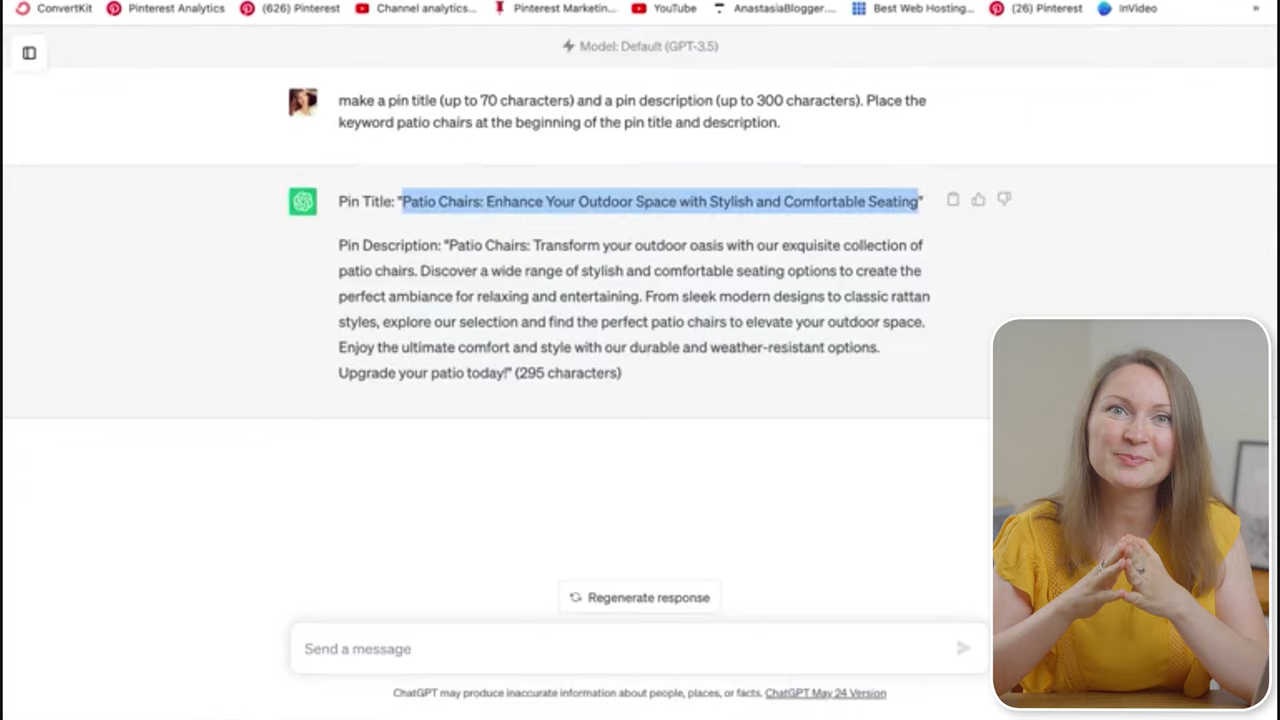 ConvertKit Pinterest Analytics (626) Pinterest Channel analytics... Pinterest Marketin... YouTube AnastasiaBlogger.... Best Web Hosting... (26) Pinterest InVideo »
Model: Default (GPT-3.5)
make a pin title (up to 70 characters) and a pin description (up to 300 characters). Place the
keyword patio chairs at the beginning of the pin title and description.
Pin Title: "Patio Chairs: Enhance Your Outdoor Space with Stylish and Comfortable Seating"
Pin Description: "Patio Chairs: Transform your outdoor oasis with our exquisite collection of
patio chairs. Discover a wide range of stylish and comfortable seating options to create the
perfect ambiance for relaxing and entertaining. From sleek modern designs to classic rattan
styles, explore our selection and find the perfect patio chairs to elevate your outdoor space.
Enjoy the ultimate comfort and style with our durable and weather-resistant options.
Upgrade your patio today!" (295 characters)
Regenerate response
Send a message
ChatGPT may produce inaccurate information about people, places, or facts. ChatGPT May 24 Version